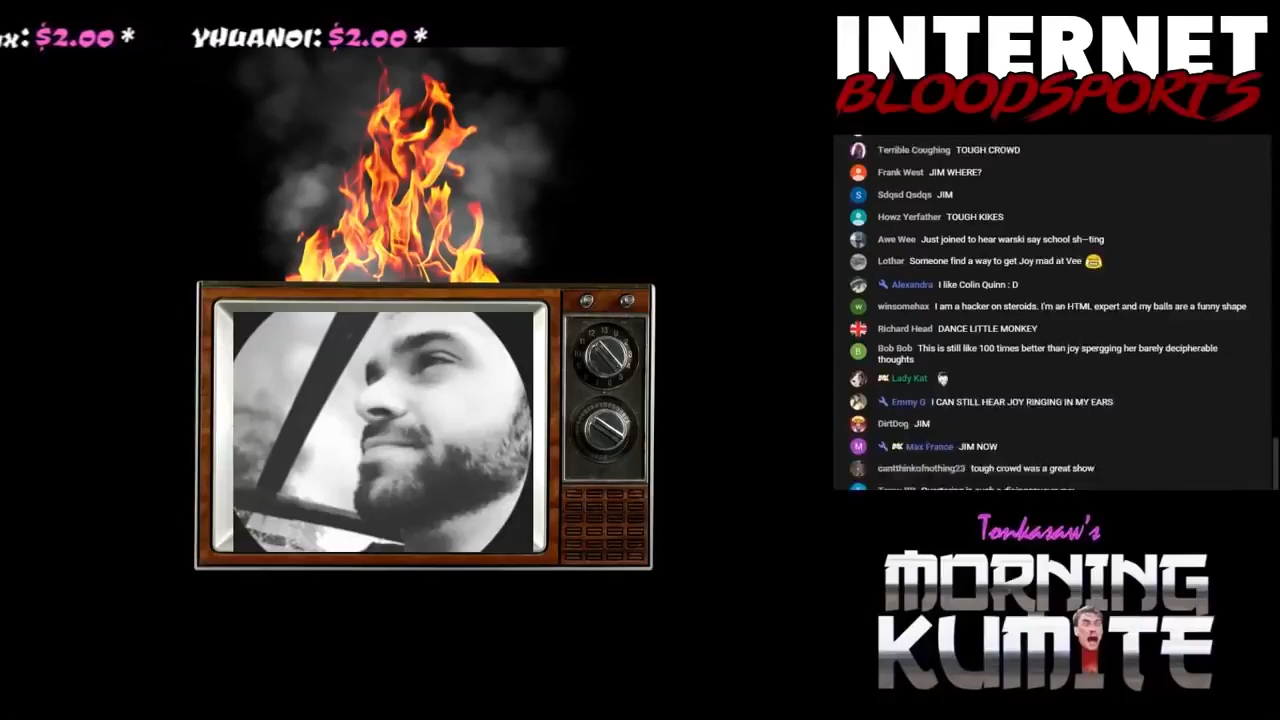 x: $2.00 * YHUANOI: $2.00 *
INTERNET
BLOODSPORTS
Terrible Coughing TOUGH CROWD
Frank West JIM WHERE?
S Sdqsd Qsdqs JIM
Howz Yerfather TOUGH KIKES
Awe Wee Just joined to hear warski say school sh--ting
Lothar Someone find a way to get Joy mad at Vee
Alexandra I like Colin Quinn : D
w winsomehax I am a hacker on steroids. I'm an HTML expert and my balls are a funny shape
Richard Head DANCE LITTLE MONKEY
B Bob Bob This is still like 100 times better than joy spergging her barely decipherable
thoughts
Lady Kat
Emmy G I CAN STILL HEAR JOY RINGING IN MY EARS
DirtDog JIM
M Max France JIM NOW
cantthinkofnothing23 tough crowd was a great show
Tonkasaw's
MORNING
KUMITE